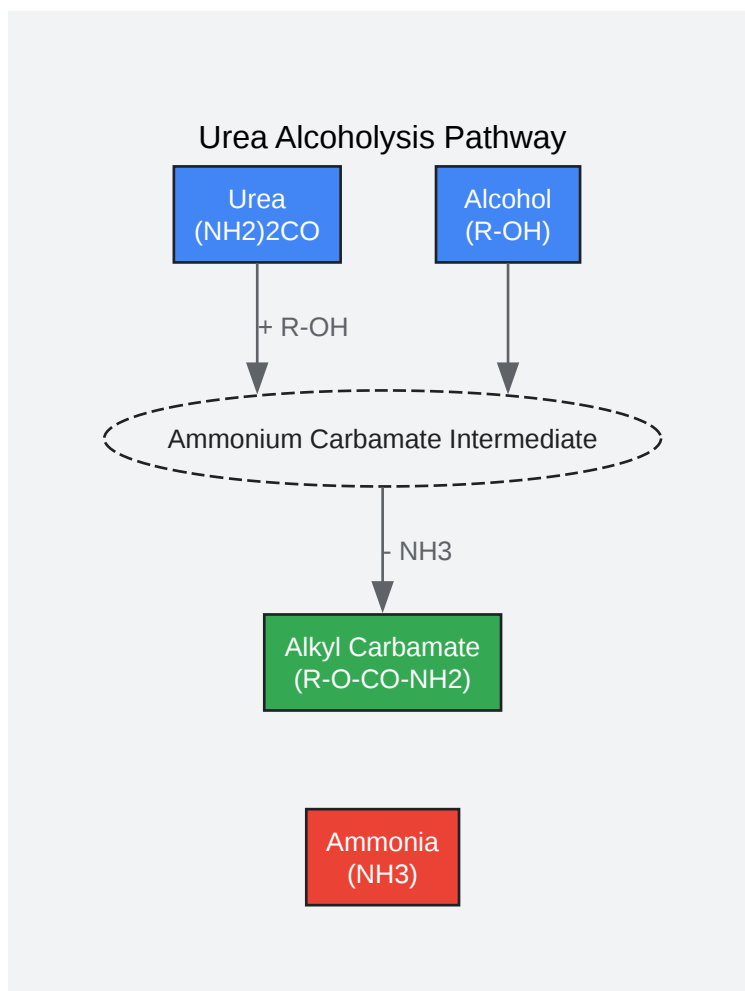 Urea Alcoholysis Pathway
Urea
(NH2)2CO
Alcohol
(R-OH)
+ R-OH
Ammonium Carbamate Intermediate
- NH3
Alkyl Carbamate
(R-O-CO-NH2)
Ammonia
(NH3)